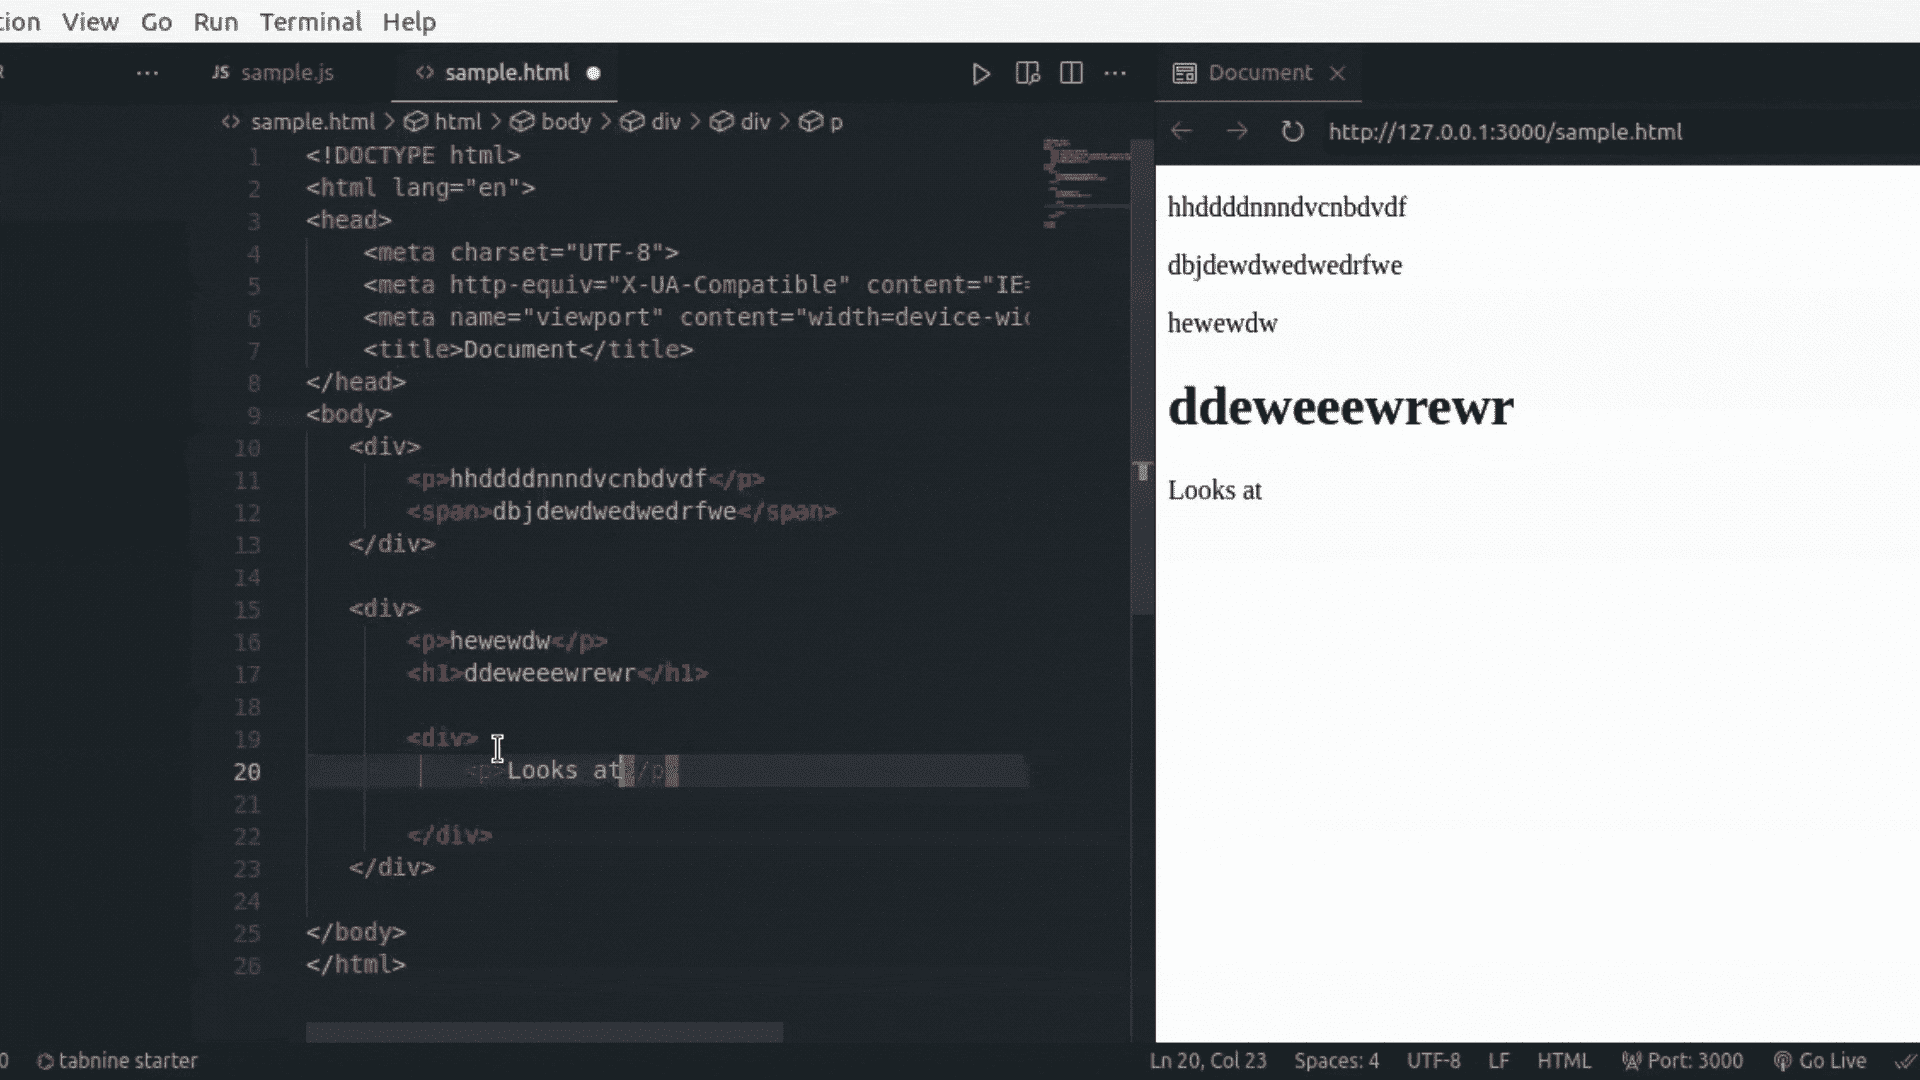 tion View Go Run Terminal Help
R ... JS sample.js <> sample.html ● ... Document ×
<> sample.html > html > body > div > div > p
http://127.0.0.1:3000/sample.html
1 <!DOCTYPE html>
2 <html lang="en">
3 <head>
4 <meta charset="UTF-8">
5 <meta http-equiv="X-UA-Compatible" content="IE=
6 <meta name="viewport" content="width=device-wid
7 <title>Document</title>
8 </head>
9 <body>
10 <div>
11 <p>hhddddnnndvcnbdvdf</p>
12 <span>dbjdewdwedwedrfwe</span>
13 </div>
14
15 <div>
16 <p>hewewdw</p>
17 <h1>ddeweeewrewr</h1>
18
19 <div>
20 <p>Looks at</p>
21
22 </div>
23 </div>
24
25 </body>
26 </html>
hhddddnnndvcnbdvdf
dbjdewdwedwedrfwe
hewewdw
ddeweeewrewr
Looks at
0 tabnine starter Ln 20, Col 23 Spaces: 4 UTF-8 LF HTML Port: 3000 Go Live